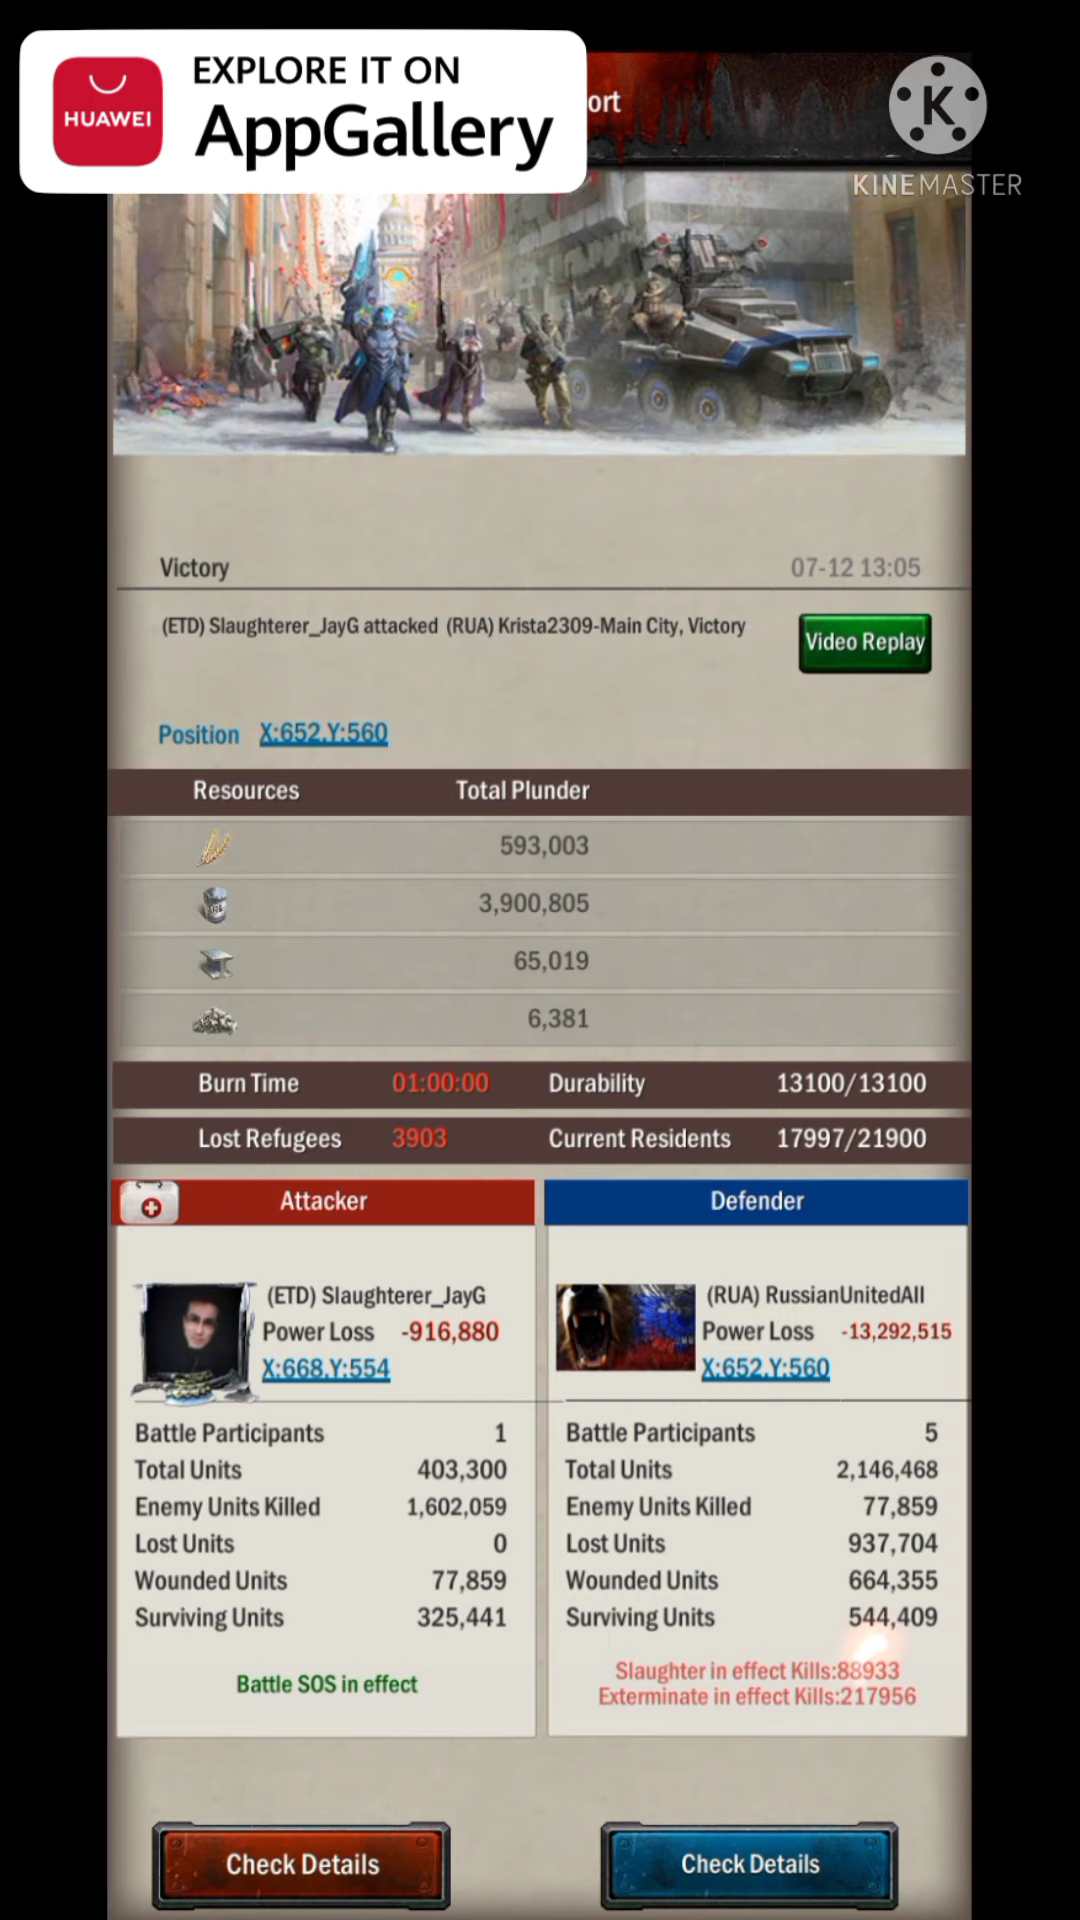 HUAWEI
EXPLORE IT ON
AppGallery
ort
K
KINEMASTER
Victory
07-12 13:05
(ETD) Slaughterer_JayG attacked (RUA) Krista2309-Main City, Victory
Video Replay
Position X:652,Y:560
Resources Total Plunder
593,003
3,900,805
65,019
6,381
Burn Time 01:00:00 Durability 13100/13100
Lost Refugees 3903 Current Residents 17997/21900
Attacker
(ETD) Slaughterer_JayG
Power Loss -916,880
X:668,Y:554
Battle Participants 1
Total Units 403,300
Enemy Units Killed 1,602,059
Lost Units 0
Wounded Units 77,859
Surviving Units 325,441
Battle SOS in effect
Defender
(RUA) RussianUnitedAll
Power Loss -13,292,515
X:652,Y:560
Battle Participants 5
Total Units 2,146,468
Enemy Units Killed 77,859
Lost Units 937,704
Wounded Units 664,355
Surviving Units 544,409
Slaughter in effect Kills:88933
Exterminate in effect Kills:217956
Check Details
Check Details